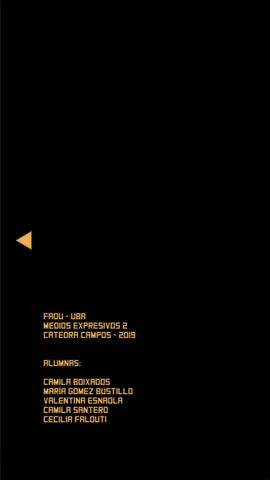 FADU - UBA
MEDIOS EXPRESIVOS 2
CATEDRA CAMPOS - 2019
ALUMNAS:
CAMILA BOIXADOS
MARIA GOMEZ BUSTILLO
VALENTINA ESNAOLA
CAMILA SANTERO
CECILIA FALOUTI